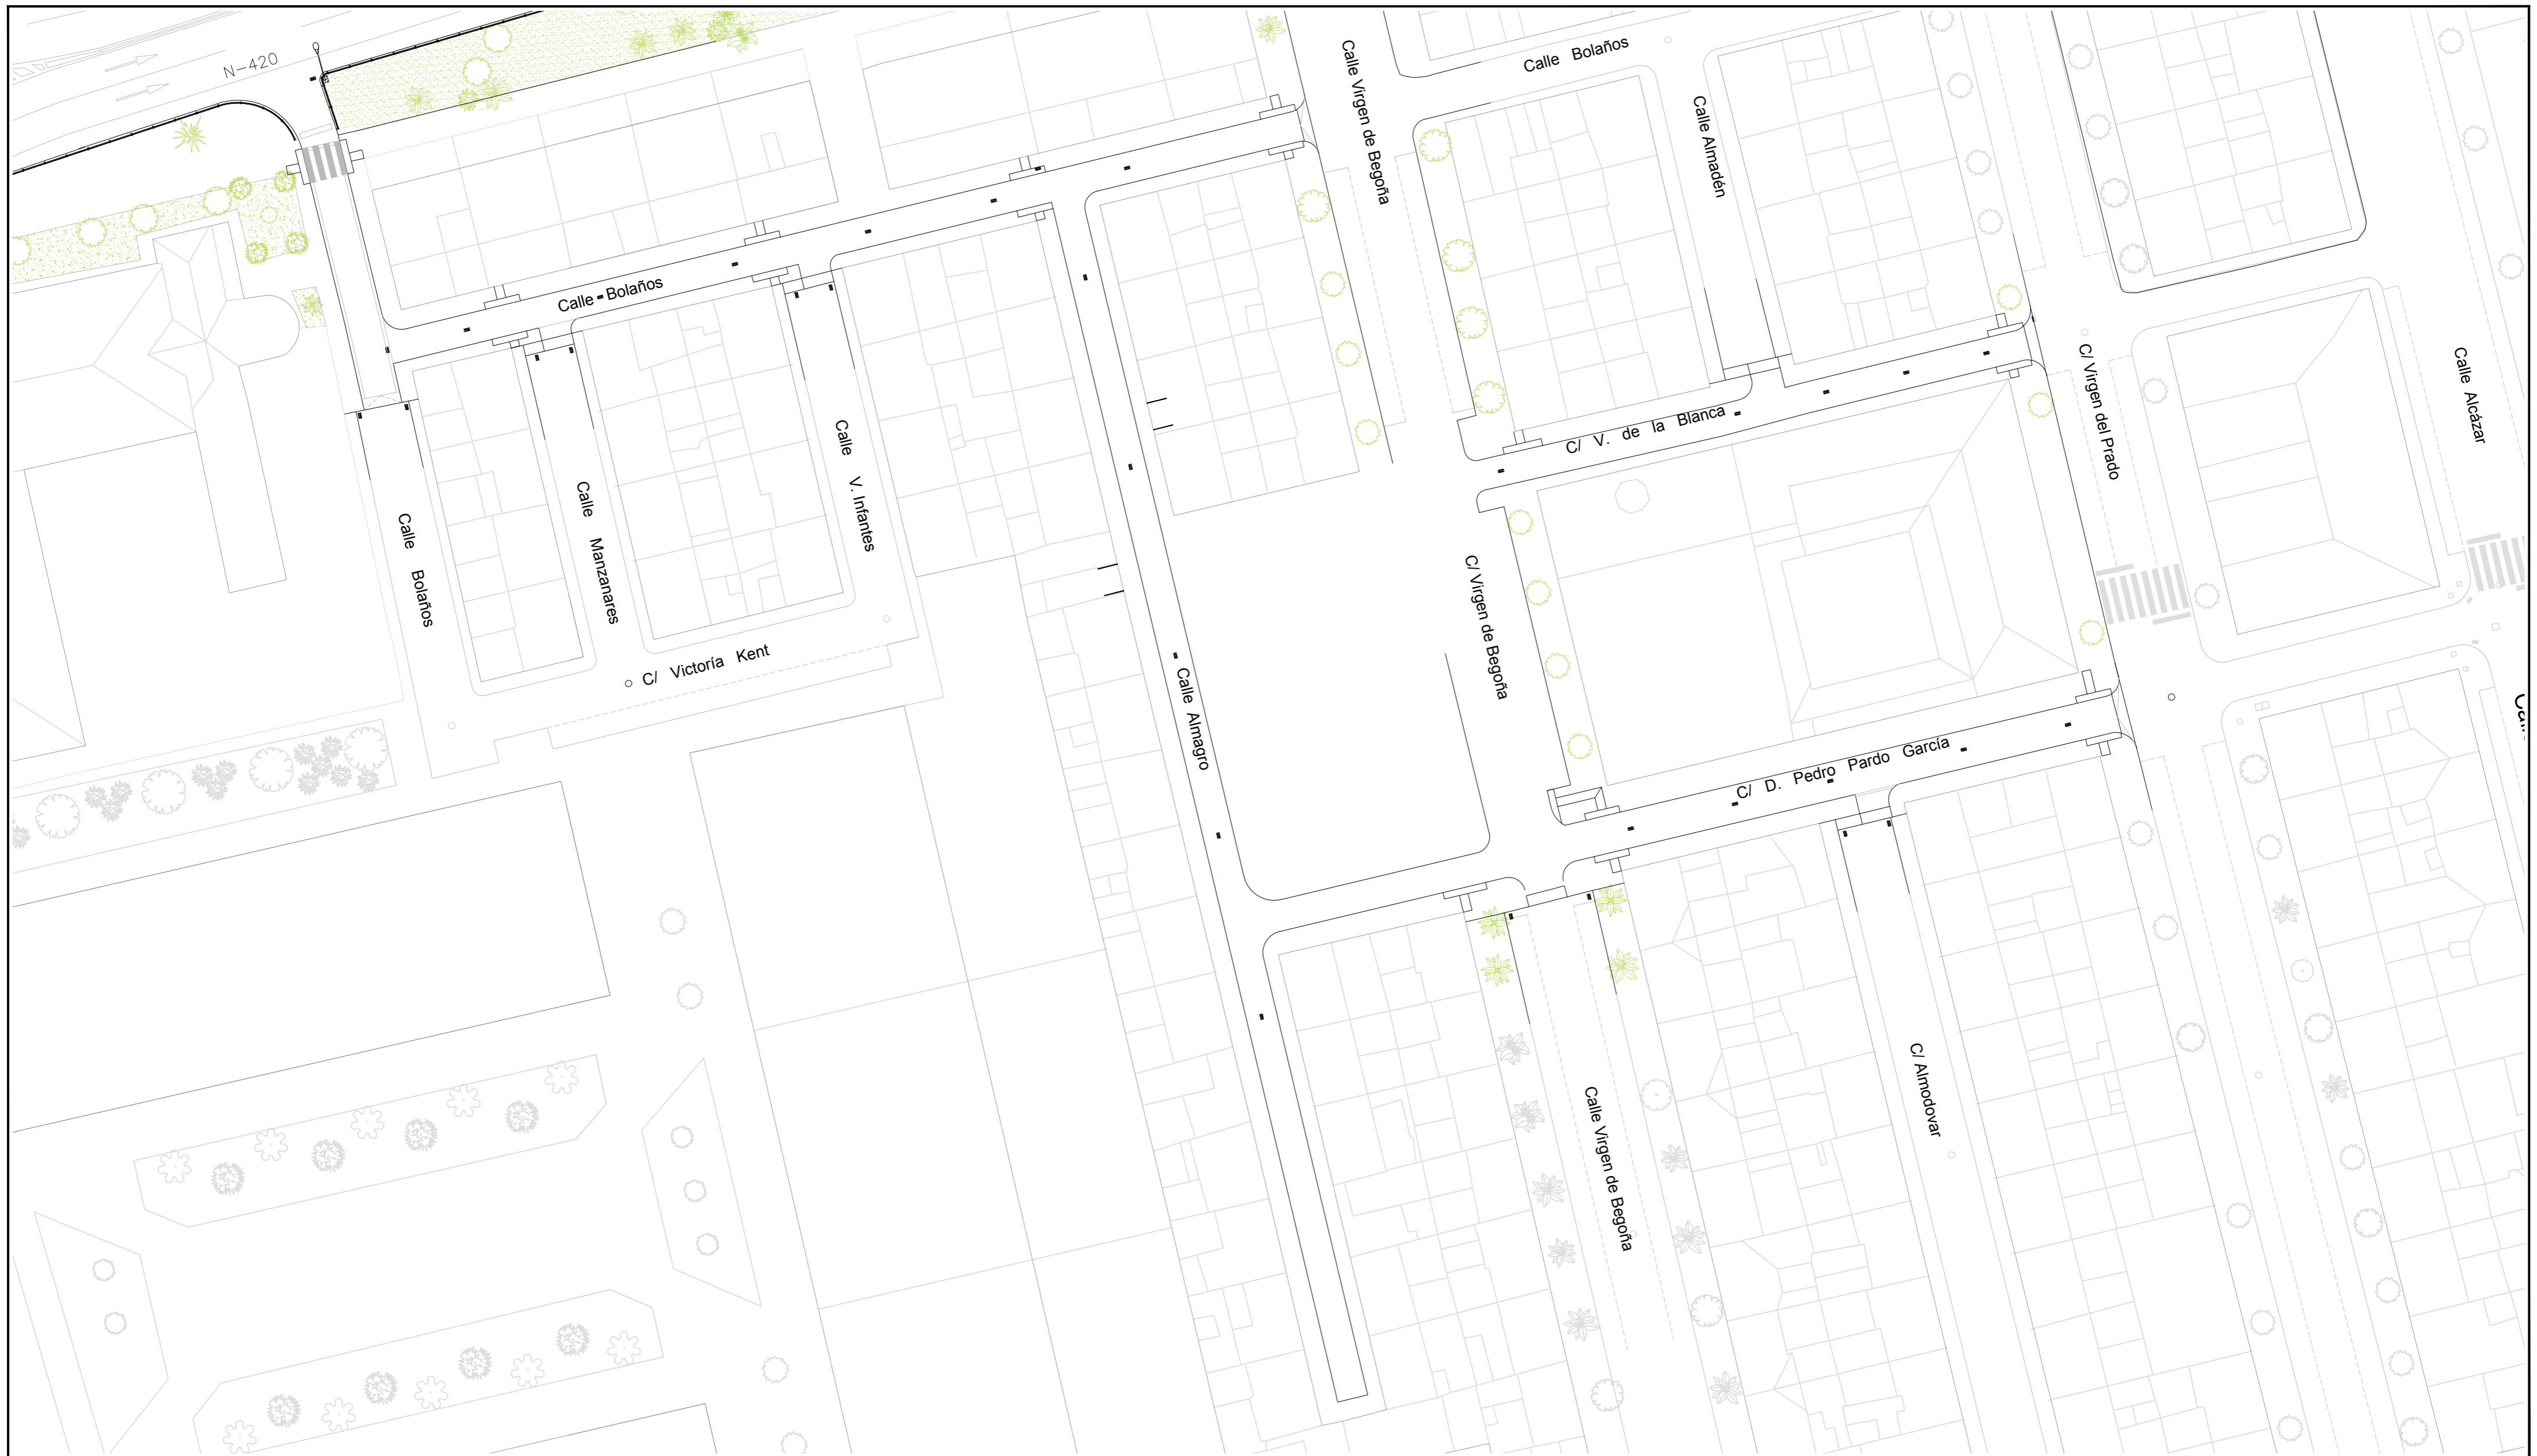 N-420
Calle Bolaños
Calle Virgen de Begoña
Calle Almadén
Calle Bolaños
C/ Virgen del Prado
Calle Alcázar
C/ V. de la Blanca
Calle V. Infantes
Calle Manzanares
Calle Bolaños
C/ Virgen de Begoña
C/ Victoría Kent
Calle Almagro
C/ D. Pedro Pardo García
C/ Almodovar
Calle Virgen de Begoña